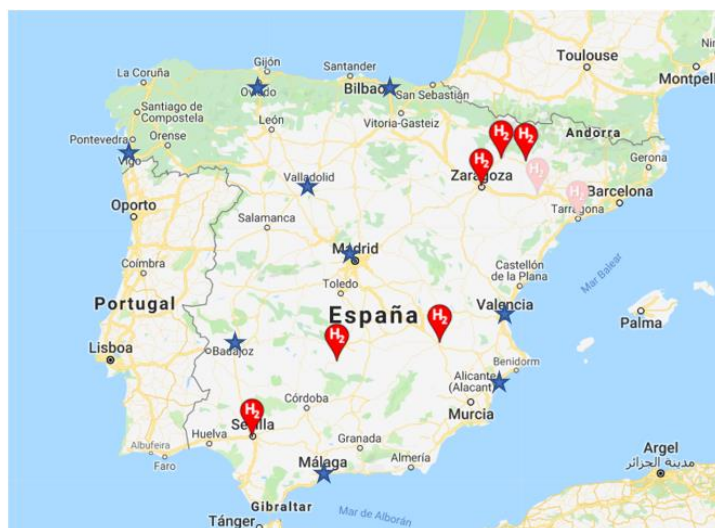 Toulouse
Montpell
Nin
Gijón
La Coruña
Oviedo
Santander
Bilbao
San Sebastián
Santiago de
Compostela
León
Vitoria-Gasteiz
Pontevedra
Orense
Vigo
Andorra
Gerona
H2
H2
H2
H2
H2
Valladolid
Zaragoza
Barcelona
Tarragona
Oporto
Salamanca
Madrid
Castellón
de la Plana
Coímbra
Toledo
Mar Balear
Portugal
España
H2
Valencia
Palma
H2
Lisboa
Badajoz
Benidorm
Alicante
(Alacant)
Murcia
Córdoba
H2
Sevilla
Huelva
Albufeira
Faro
Granada
Almería
Málaga
Argel
مدينة الجزائر
Gibraltar
Mar de Alborán
Tánger